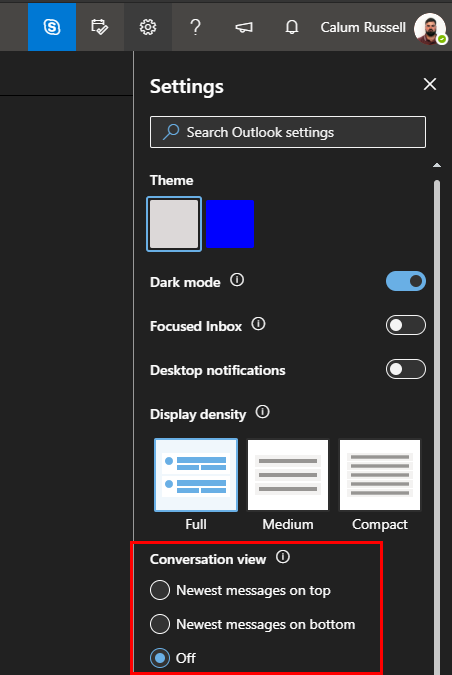 Calum Russell
Settings
Search Outlook settings
Theme
Dark mode
Focused Inbox
Desktop notifications
Display density
Full Medium Compact
Conversation view
Newest messages on top
Newest messages on bottom
Off